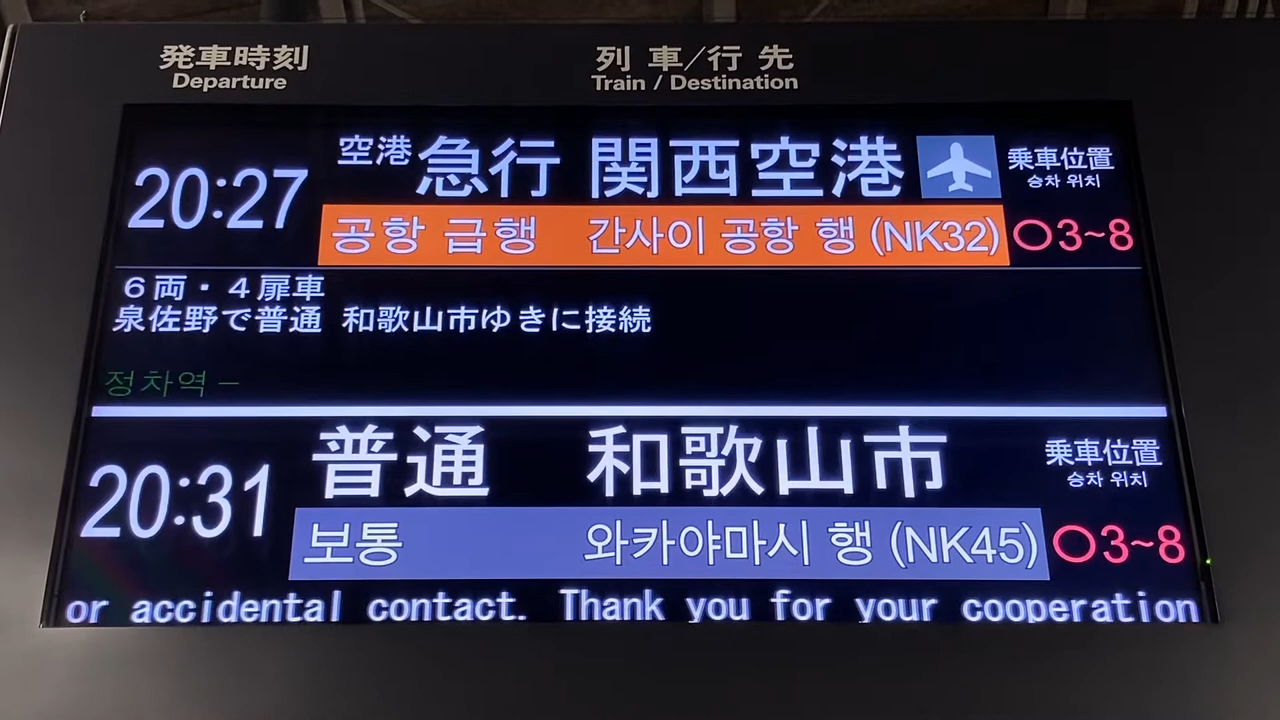 発車時刻 列車/行先
Departure Train / Destination
20:27 空港急行 関西空港 乗車位置
승차 위치
공항 급행 간사이 공항 행 (NK32) ○3~8
6両・4扉車
泉佐野で普通 和歌山市ゆきに接続
정차역 –
20:31 普通 和歌山市 乗車位置
승차 위치
보통 와카야마시 행 (NK45) ○3~8
or accidental contact. Thank you for your cooperation